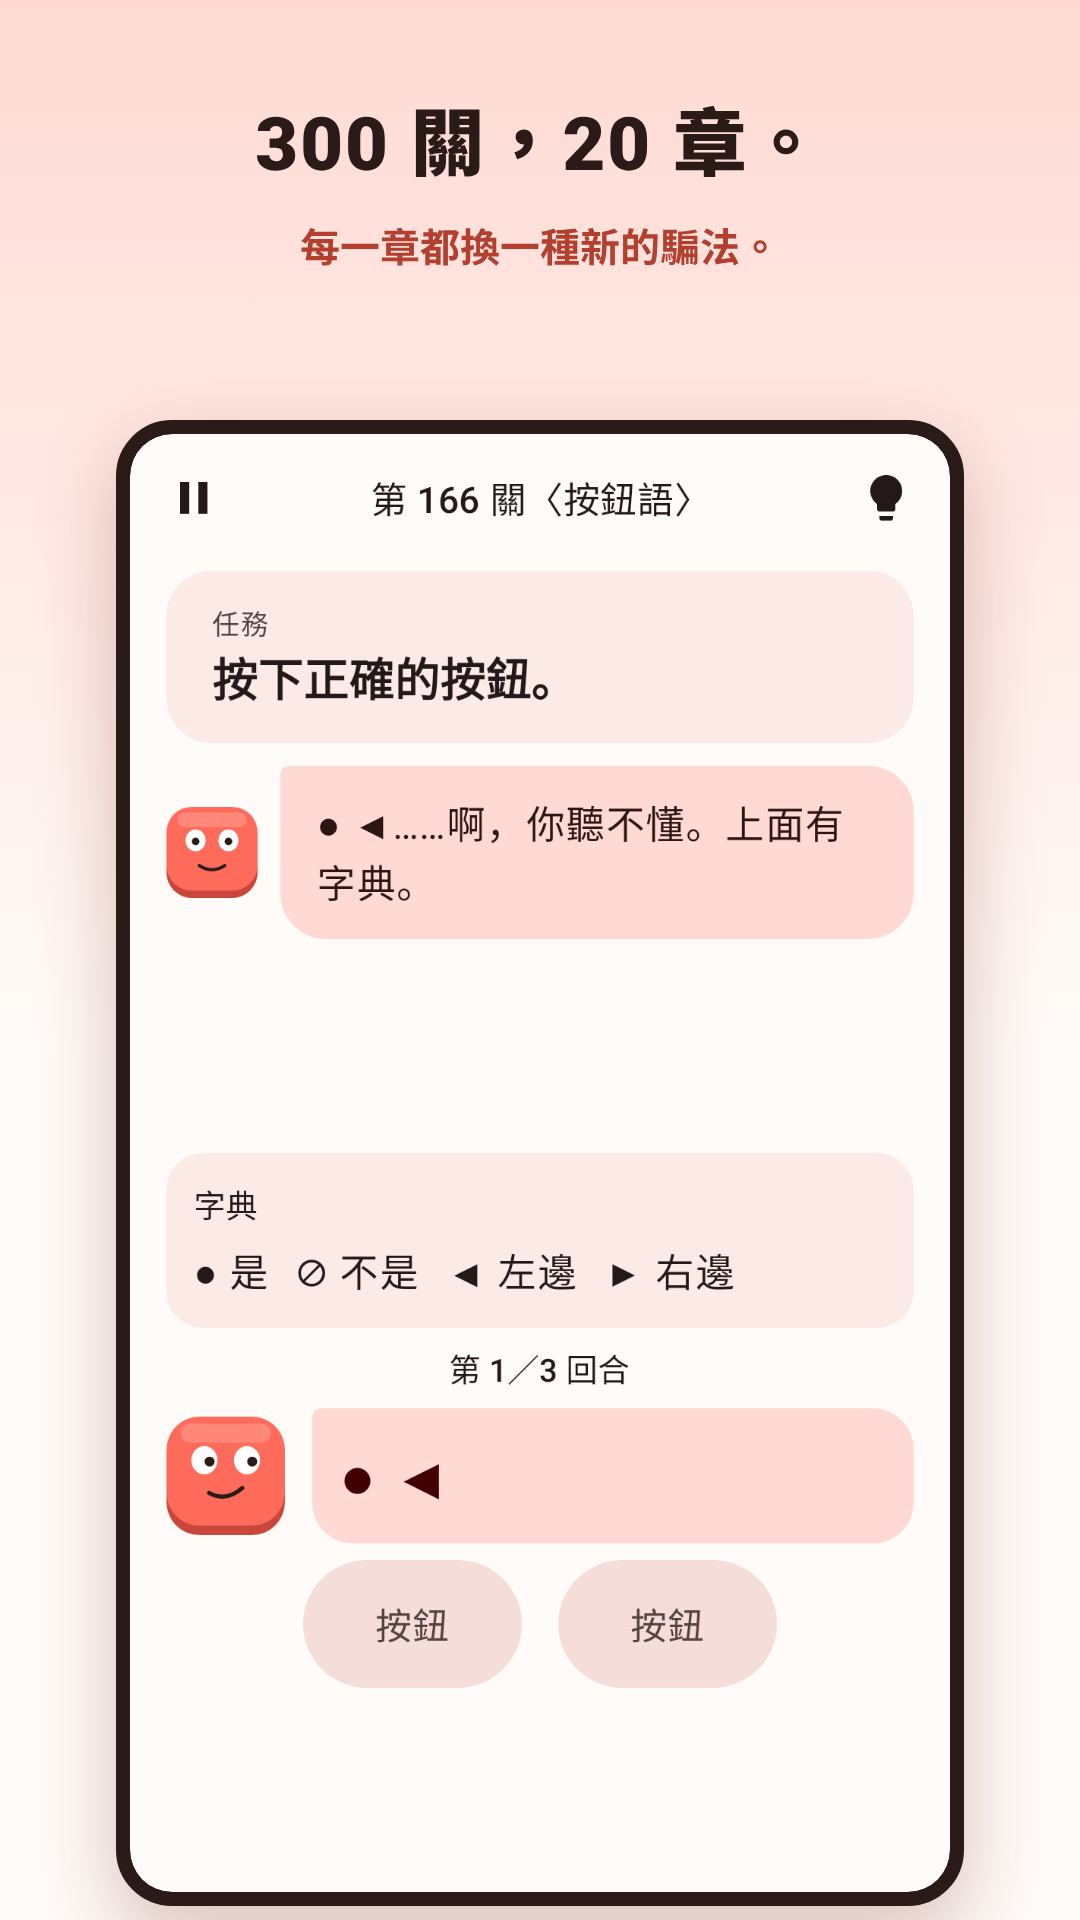 300 關，20 章。
每一章都換一種新的騙法。
第 166 關〈按鈕語〉
任務
按下正確的按鈕。
● ◀ ……啊，你聽不懂。上面有
字典。
字典
● 是 ⊘ 不是 ◀ 左邊 ▶ 右邊
第 1／3 回合
● ◀
按鈕 按鈕